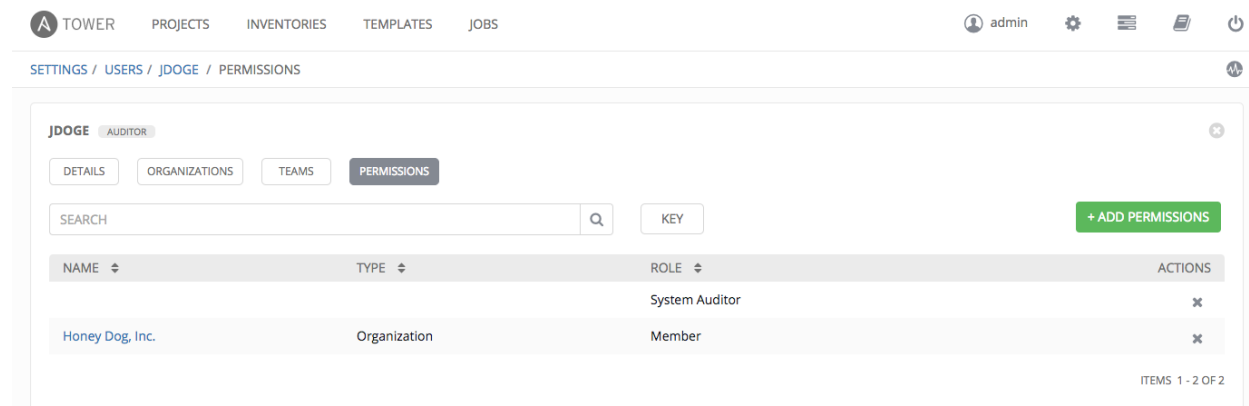 A TOWER PROJECTS INVENTORIES TEMPLATES JOBS admin
SETTINGS / USERS / JDOGE / PERMISSIONS
JDOGE AUDITOR
DETAILS ORGANIZATIONS TEAMS PERMISSIONS
SEARCH KEY + ADD PERMISSIONS
NAME TYPE ROLE ACTIONS
System Auditor
Honey Dog, Inc. Organization Member
ITEMS 1 - 2 OF 2